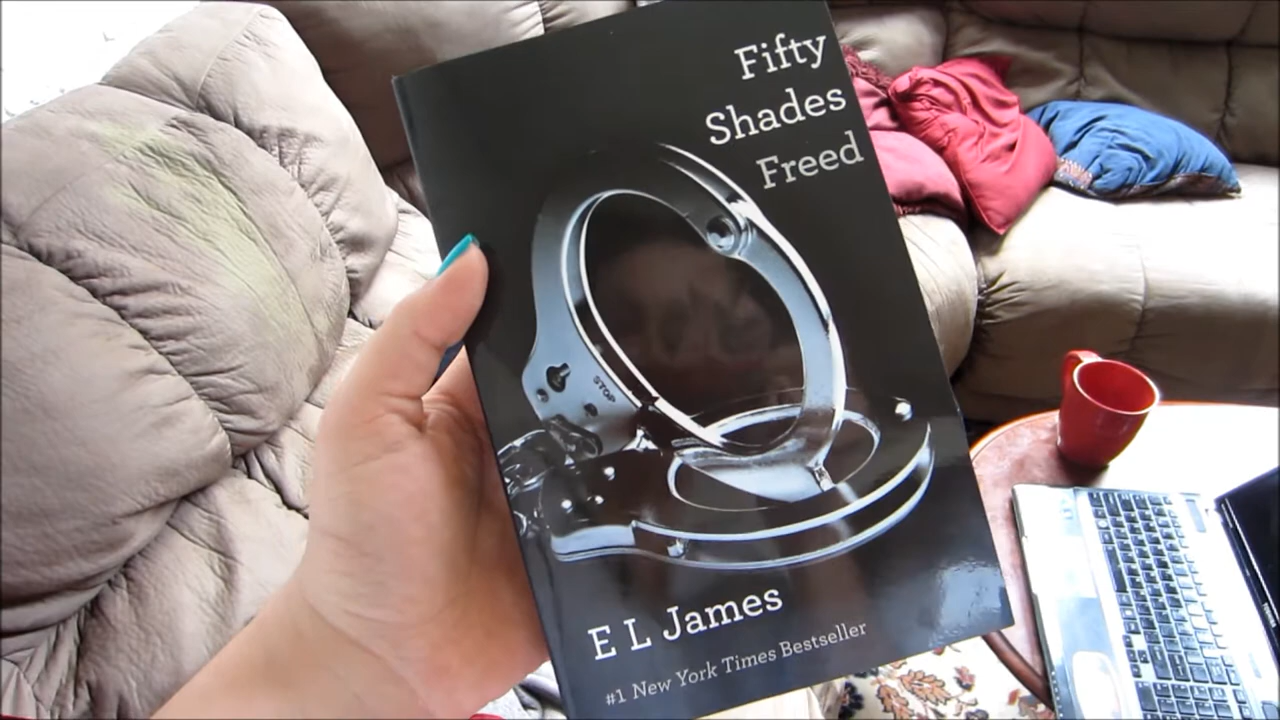 Fifty
Shades
Freed
STOP
E L James
#1 New York Times Bestseller